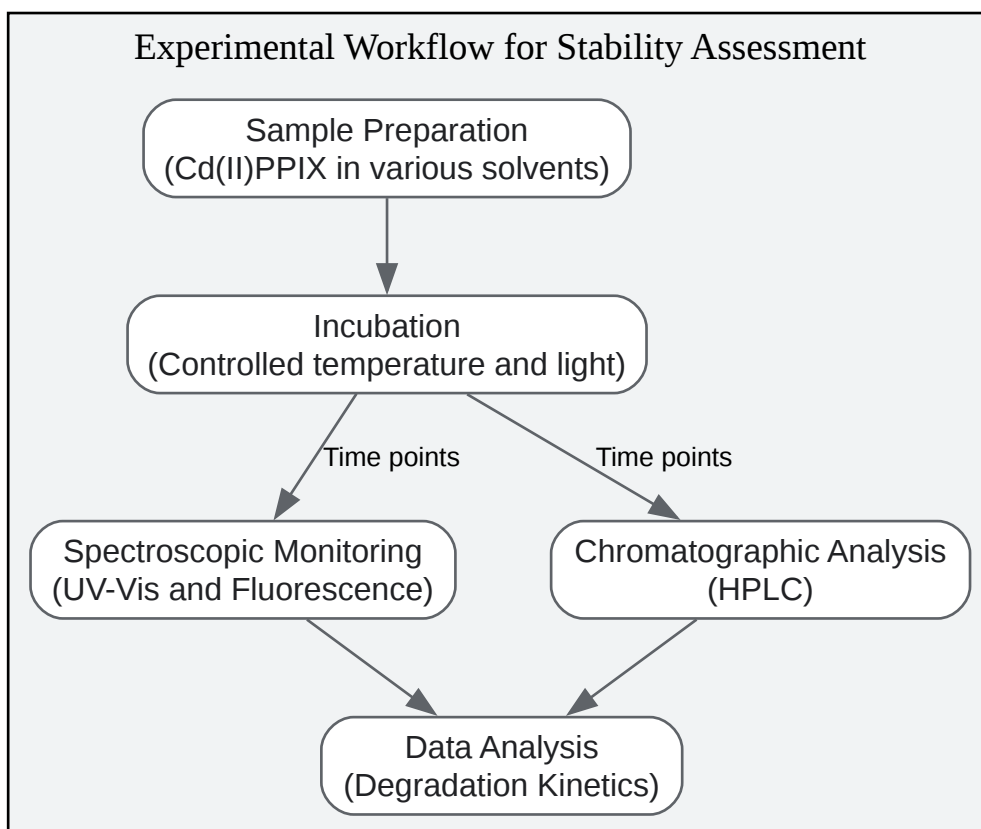 Experimental Workflow for Stability Assessment
Sample Preparation
(Cd(II)PPIX in various solvents)
Incubation
(Controlled temperature and light)
Time points
Time points
Spectroscopic Monitoring
(UV-Vis and Fluorescence)
Chromatographic Analysis
(HPLC)
Data Analysis
(Degradation Kinetics)